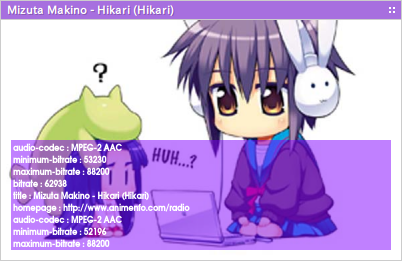 Mizuta Makino - Hikari (Hikari)
?
HUH...?
audio-codec : MPEG-2 AAC
minimum-bitrate : 53230
maximum-bitrate : 88200
bitrate : 62938
title : Mizuta Makino - Hikari (Hikari)
homepage : http://www.animenfo.com/radio
audio-codec : MPEG-2 AAC
minimum-bitrate : 52196
maximum-bitrate : 88200